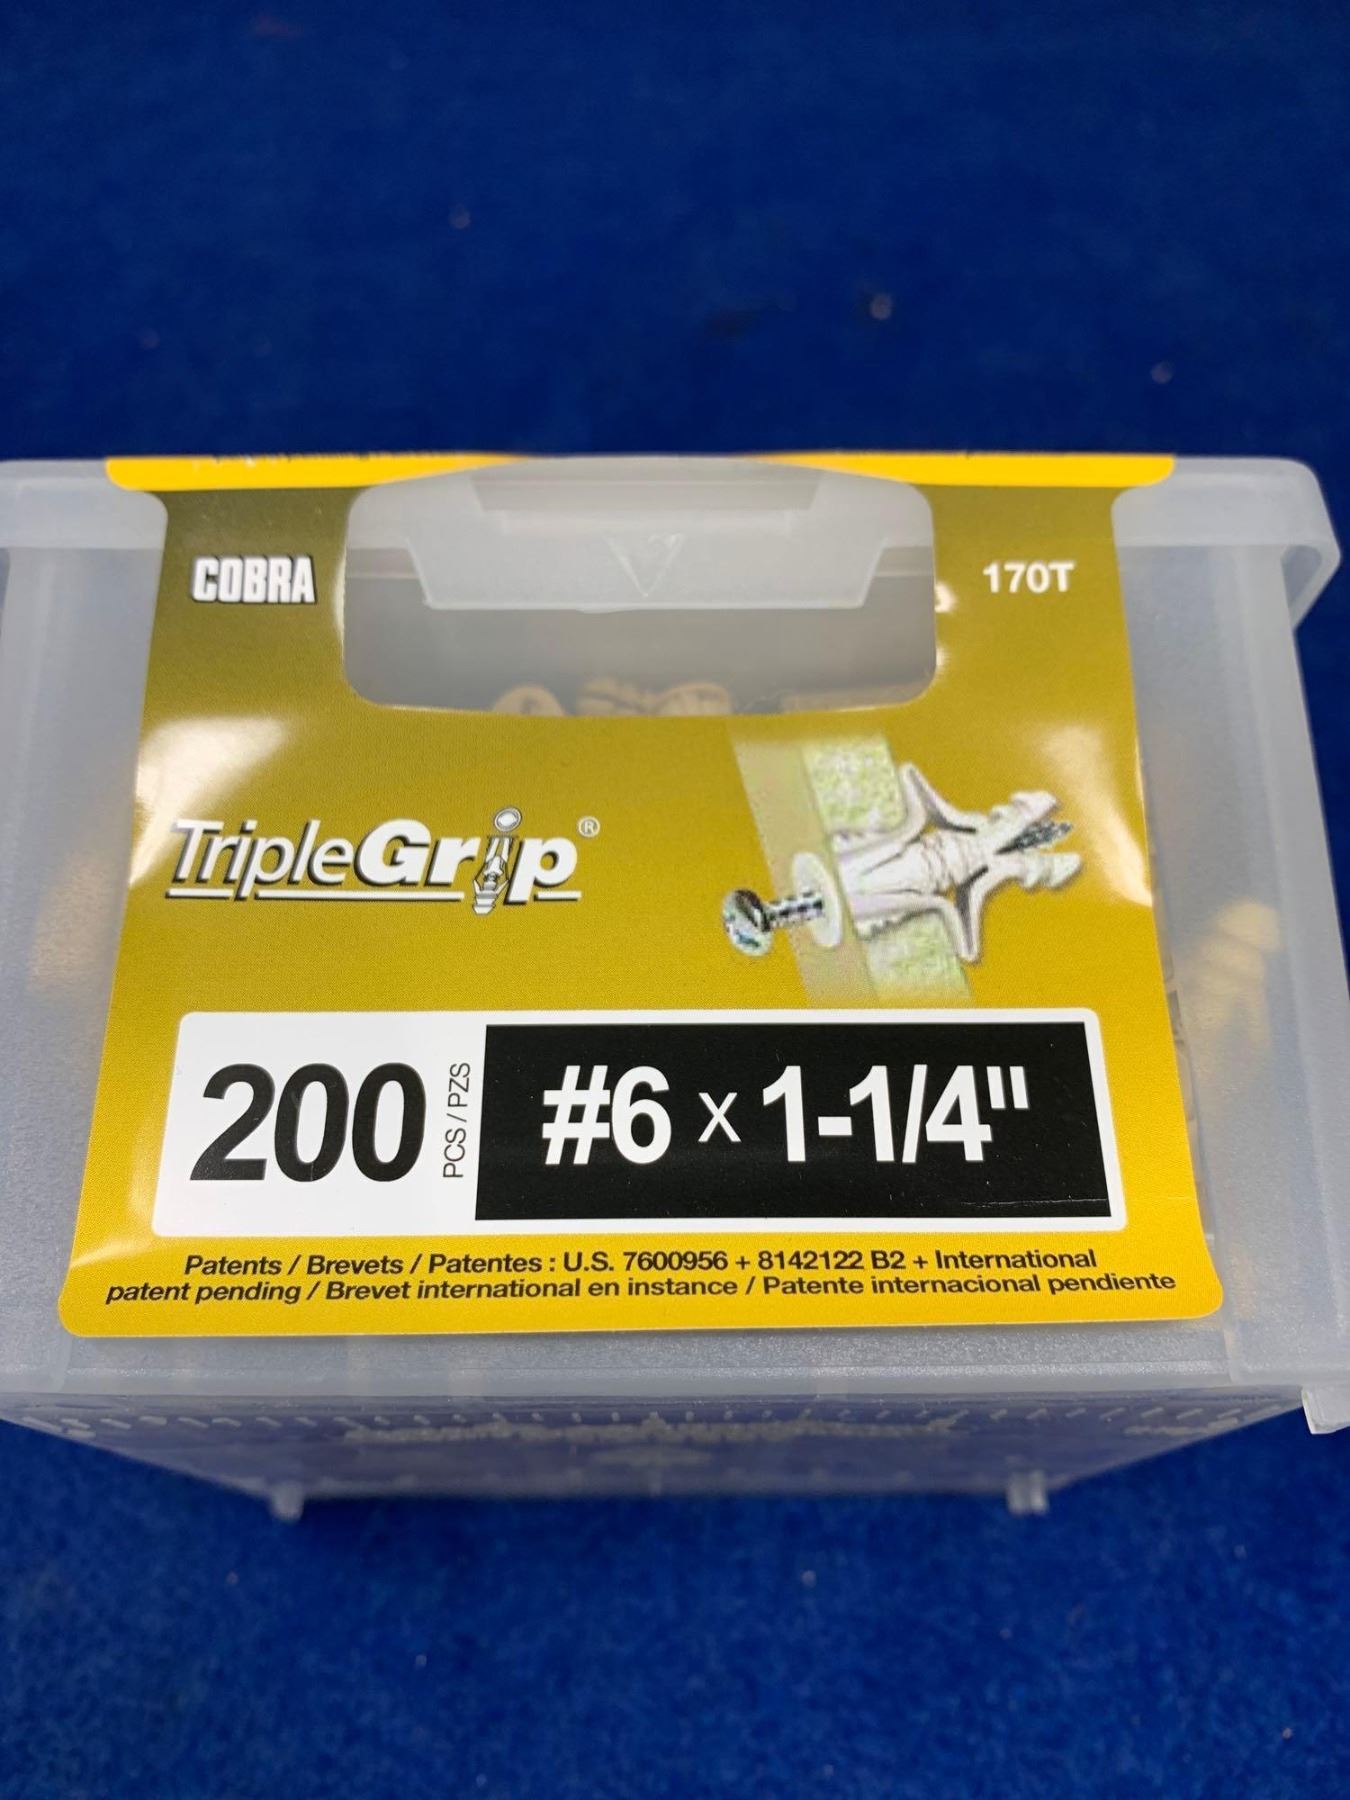 COBRA
170T
TripleGrip®
200 PCS / PZS
#6 x 1-1/4"
Patents / Brevets / Patentes : U.S. 7600956 + 8142122 B2 + International
patent pending / Brevet international en instance / Patente internacional pendiente